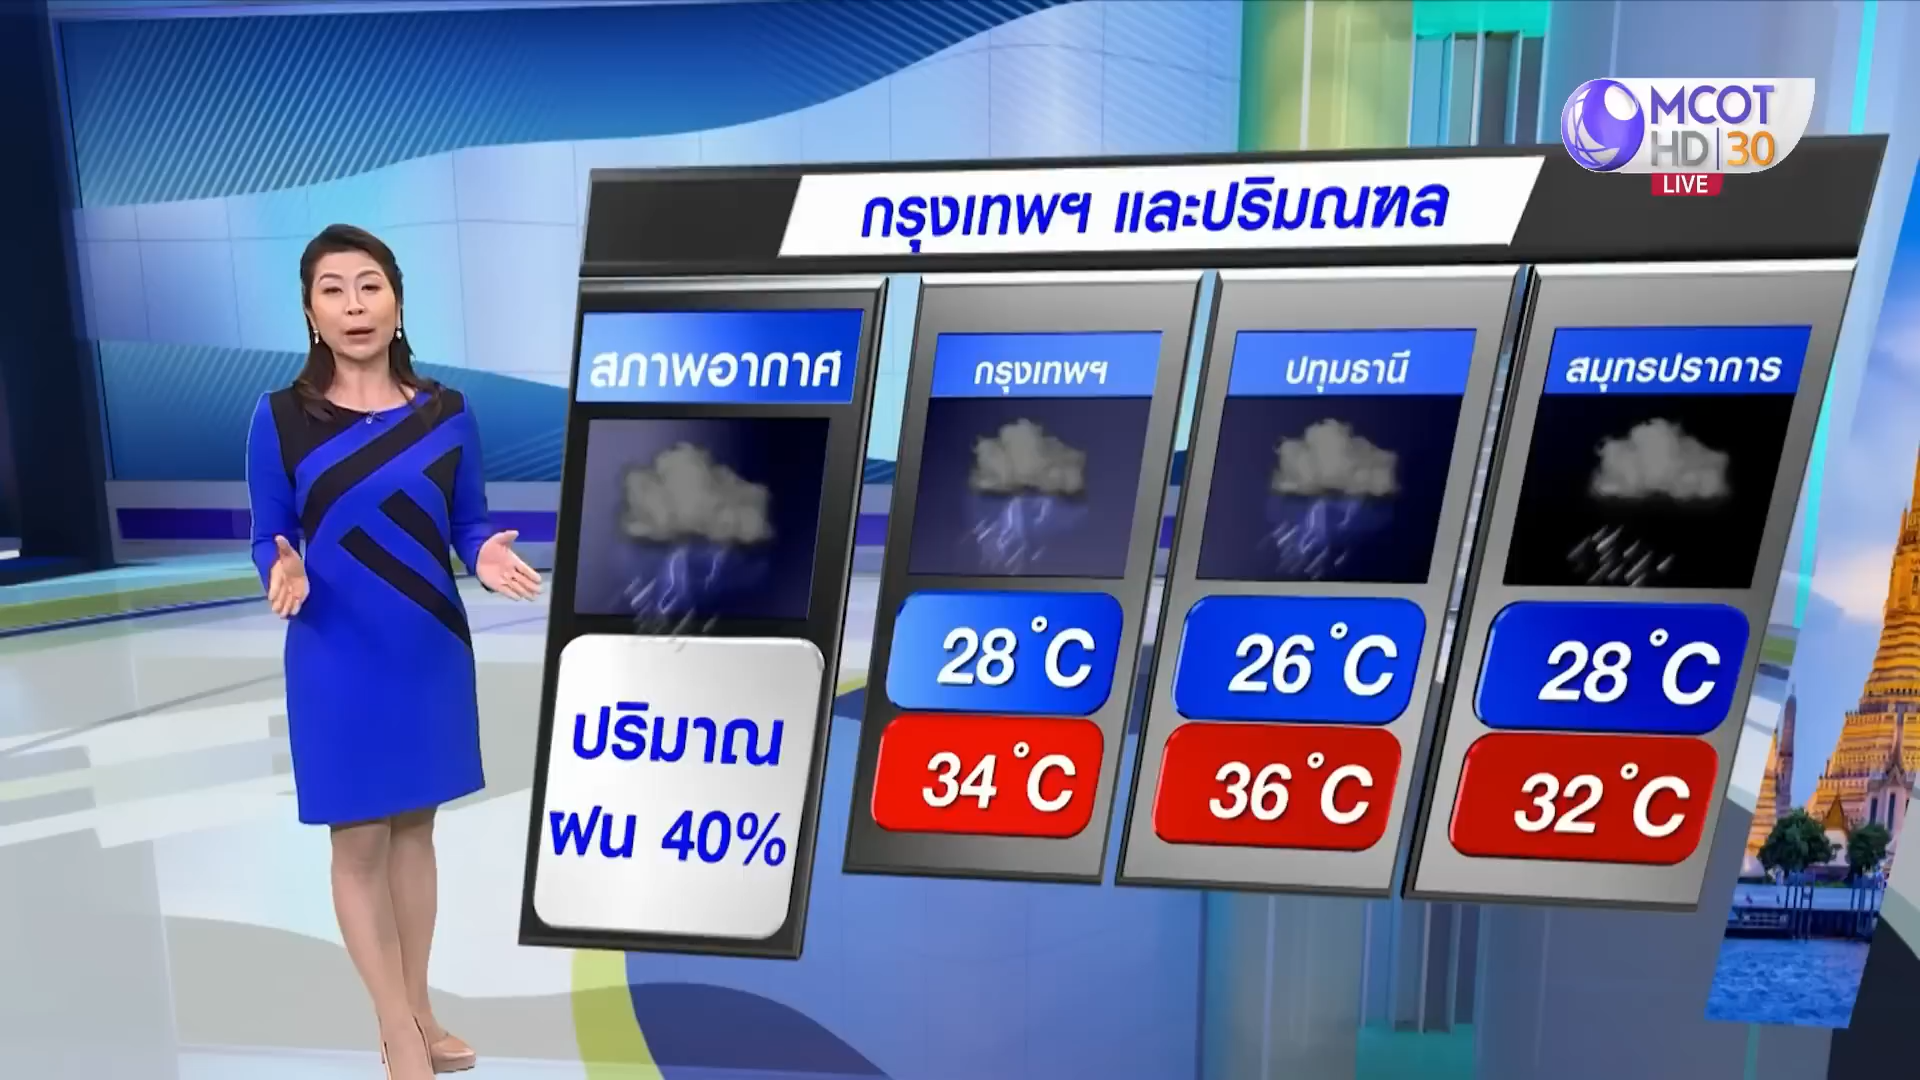 MCOT
HD 30
LIVE
กรุงเทพฯ และปริมณฑล
สภาพอากาศ
ปริมาณ
ฝน 40%
กรุงเทพฯ
28 °C
34 °C
ปทุมธานี
26 °C
36 °C
สมุทรปราการ
28 °C
32 °C